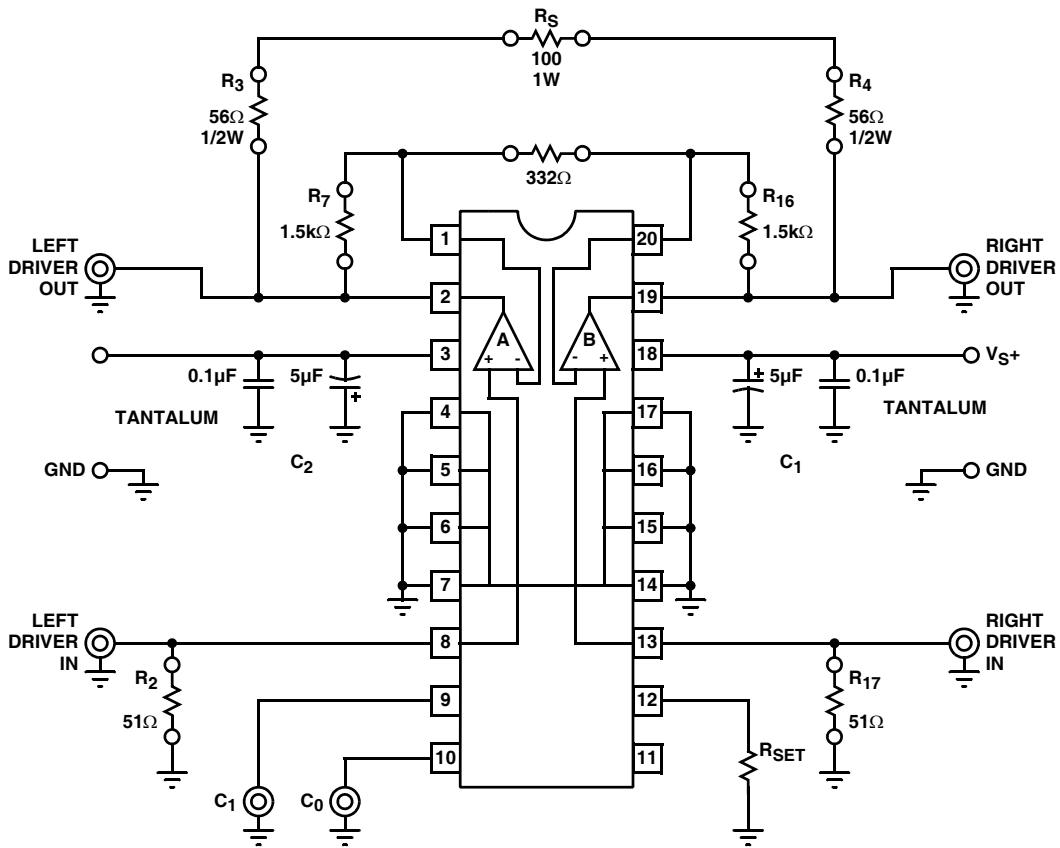 RS
100
1W
R3
56Ω
1/2W
R4
56Ω
1/2W
332Ω
R7
1.5kΩ
R16
1.5kΩ
LEFT
DRIVER
OUT
RIGHT
DRIVER
OUT
1
20
2
19
A
B
+ -
- +
3
18
VS+
0.1µF
5µF
+
+
5µF
0.1µF
TANTALUM
TANTALUM
4
17
C2
C1
GND
GND
5
16
6
15
7
14
LEFT
DRIVER
IN
RIGHT
DRIVER
IN
8
13
R2
51Ω
R17
51Ω
9
12
10
11
RSET
C1
C0